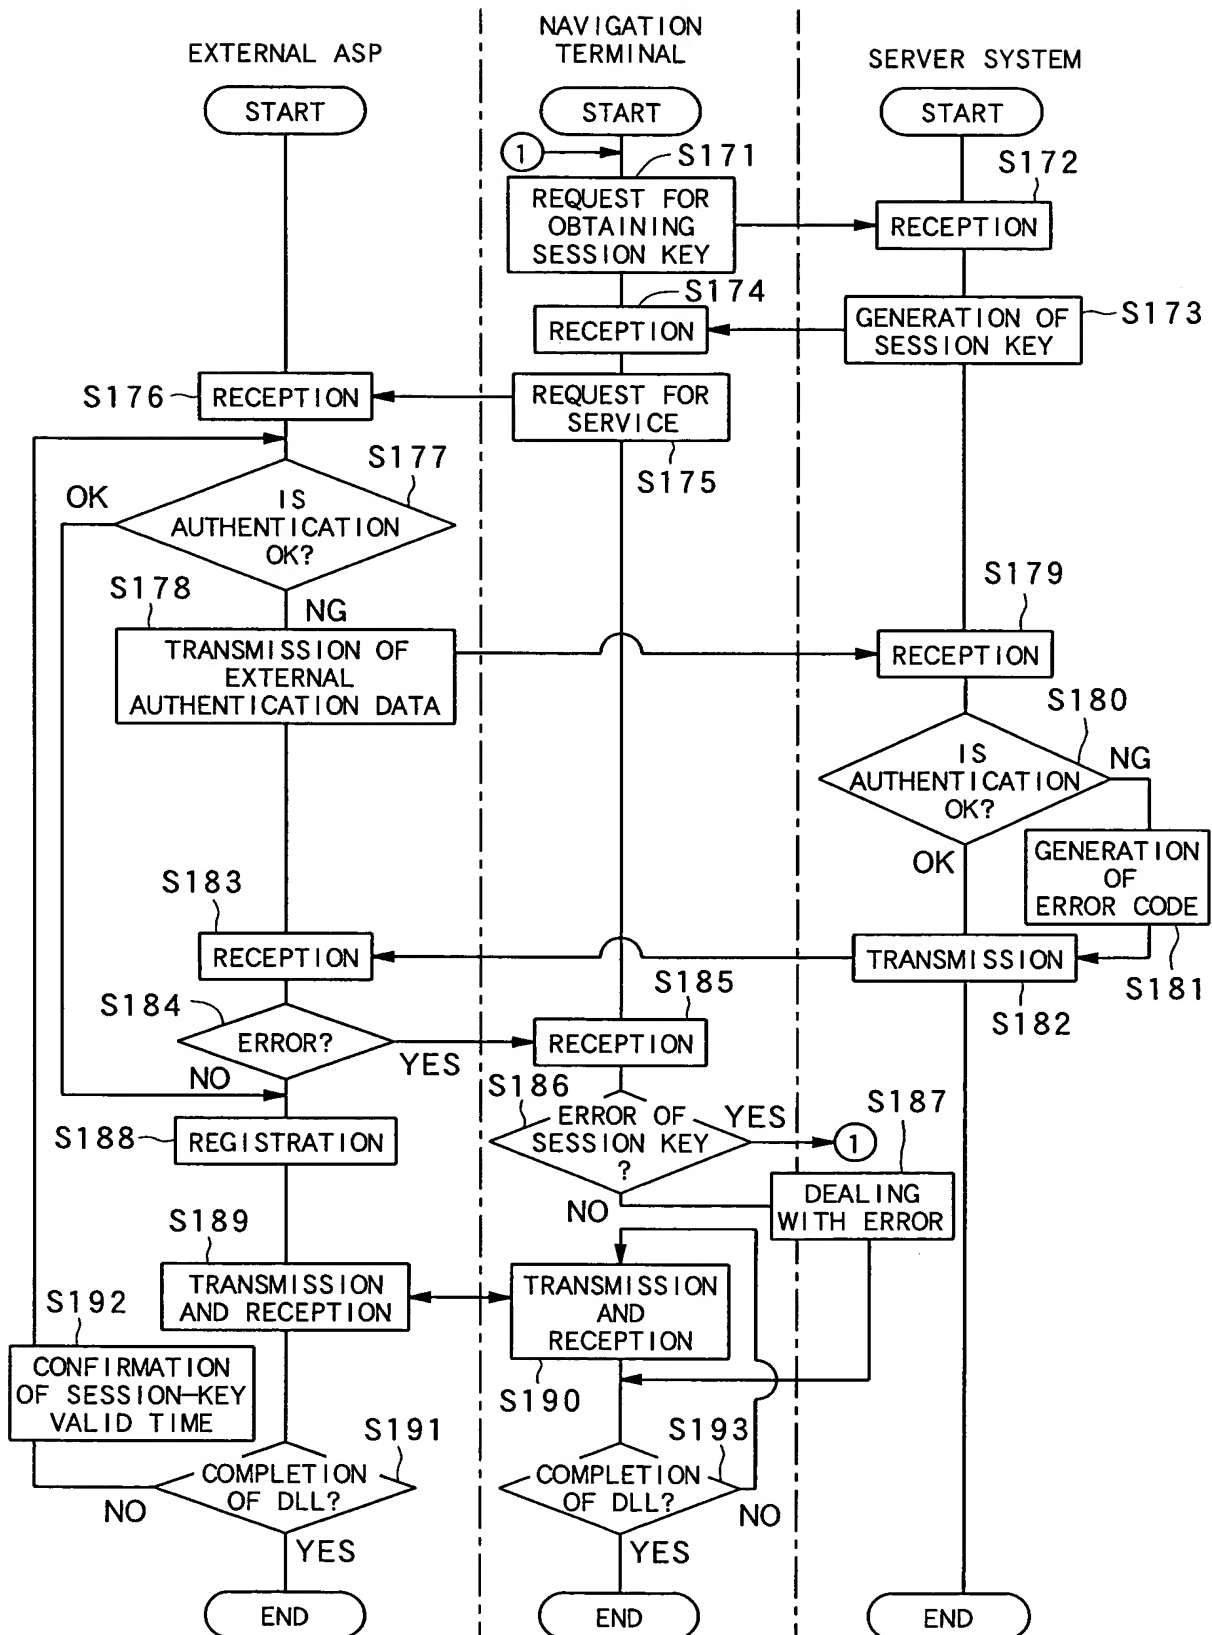 EXTERNAL ASP
NAVIGATION
TERMINAL
SERVER SYSTEM
START
START
START
1
S171
REQUEST FOR
OBTAINING
SESSION KEY
S172
RECEPTION
S174
RECEPTION
GENERATION OF
SESSION KEY
S173
S176
RECEPTION
REQUEST FOR
SERVICE
S175
S177
OK
IS
AUTHENTICATION
OK?
S178
NG
TRANSMISSION OF
EXTERNAL
AUTHENTICATION DATA
S179
RECEPTION
S180
IS
AUTHENTICATION
OK?
NG
OK
GENERATION
OF
ERROR CODE
S181
S183
RECEPTION
TRANSMISSION
S182
S184
ERROR?
YES
NO
S185
RECEPTION
S186
ERROR OF
SESSION KEY
?
YES
1
NO
S187
DEALING
WITH ERROR
S188
REGISTRATION
S189
TRANSMISSION
AND RECEPTION
TRANSMISSION
AND
RECEPTION
S190
S192
CONFIRMATION
OF SESSION-KEY
VALID TIME
S191
COMPLETION
OF DLL?
NO
YES
S193
COMPLETION
OF DLL?
NO
YES
END
END
END